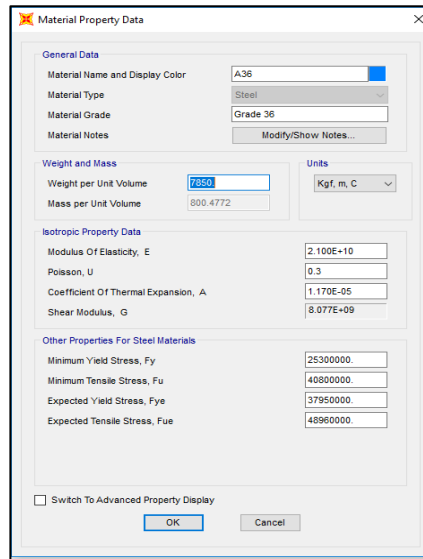 Material Property Data
General Data
Material Name and Display Color A36
Material Type Steel
Material Grade Grade 36
Material Notes Modify/Show Notes...
Weight and Mass Units
Weight per Unit Volume 7850. Kgf, m, C
Mass per Unit Volume 800.4772
Isotropic Property Data
Modulus Of Elasticity, E 2.100E+10
Poisson, U 0.3
Coefficient Of Thermal Expansion, A 1.170E-05
Shear Modulus, G 8.077E+09
Other Properties For Steel Materials
Minimum Yield Stress, Fy 25300000.
Minimum Tensile Stress, Fu 40800000.
Expected Yield Stress, Fye 37950000.
Expected Tensile Stress, Fue 48960000.
Switch To Advanced Property Display
OK Cancel